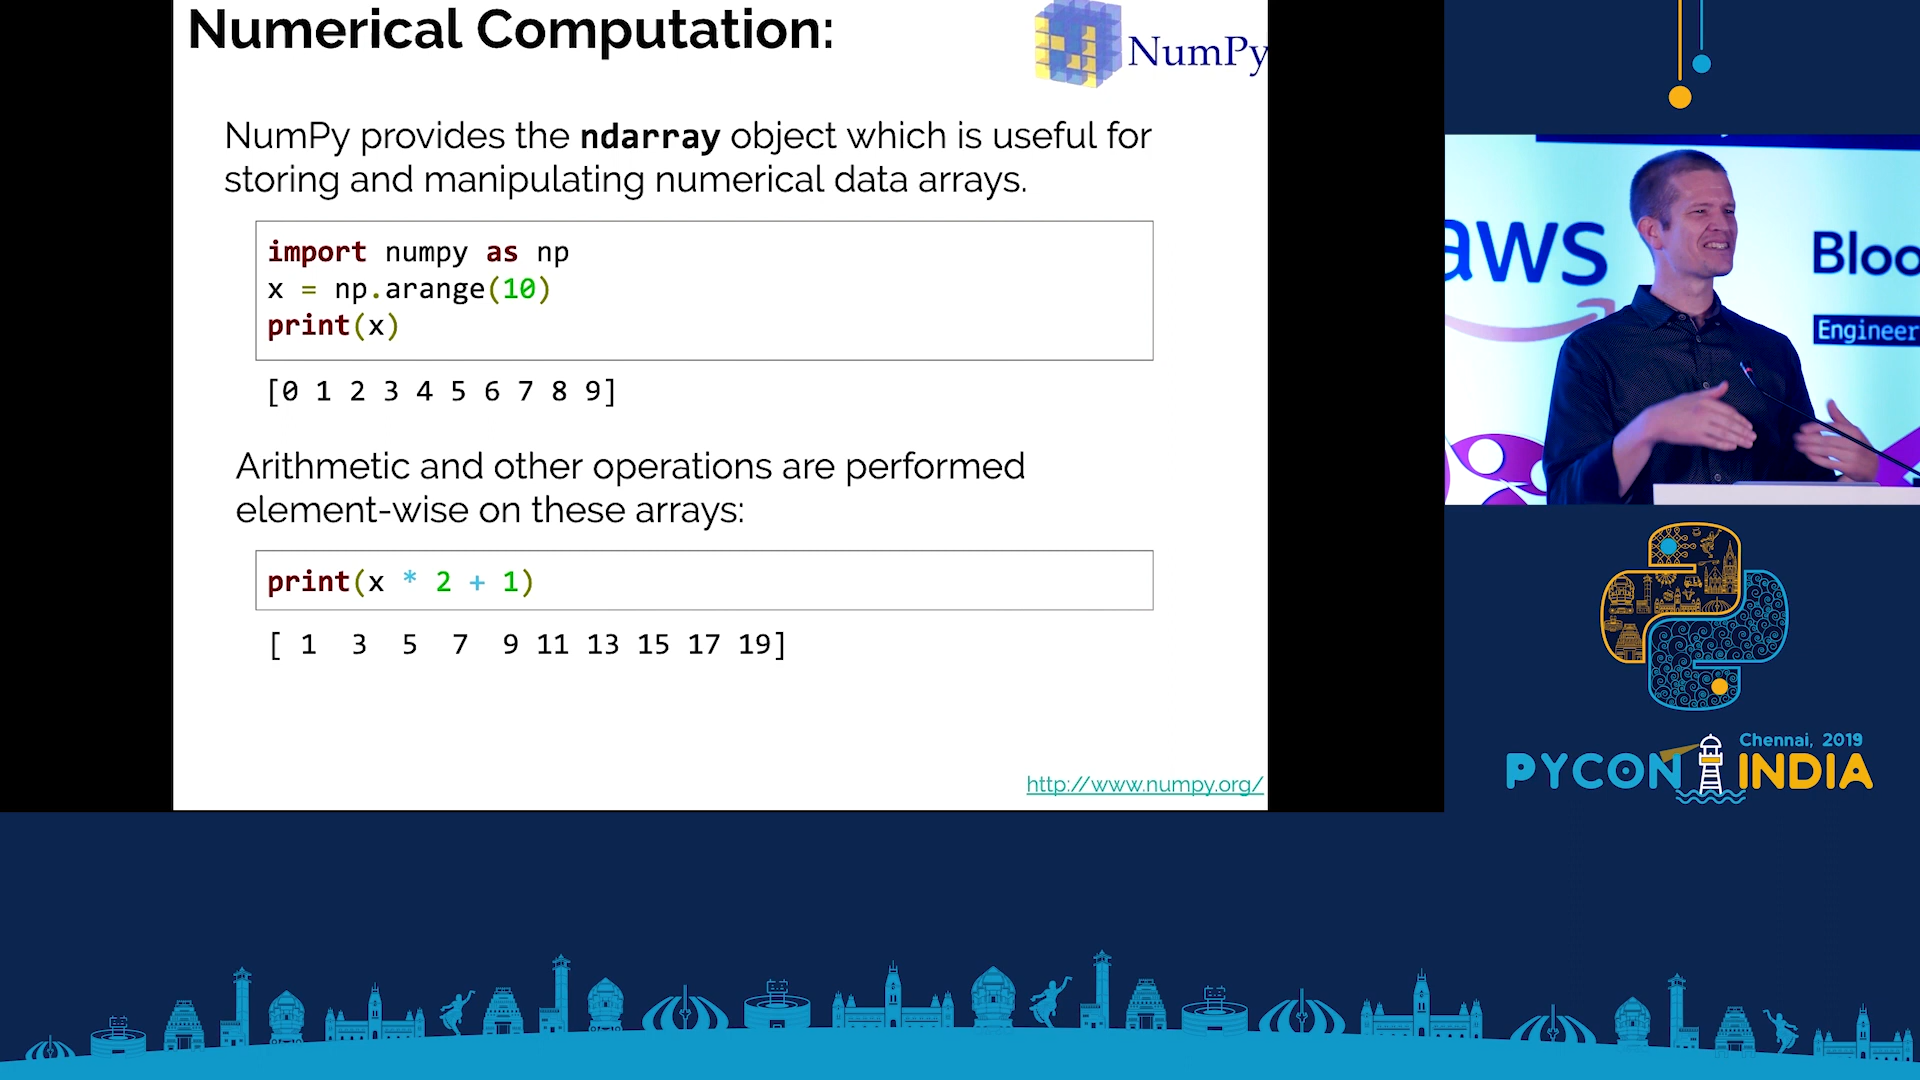 Numerical Computation:
NumPy
NumPy provides the ndarray object which is useful for
storing and manipulating numerical data arrays.
import numpy as np
x = np.arange(10)
print(x)
[0 1 2 3 4 5 6 7 8 9]
Arithmetic and other operations are performed
element-wise on these arrays:
print(x * 2 + 1)
[ 1  3  5  7  9 11 13 15 17 19]
http://www.numpy.org/
aws
Bloo
Engineer
Chennai, 2019
PYCON INDIA